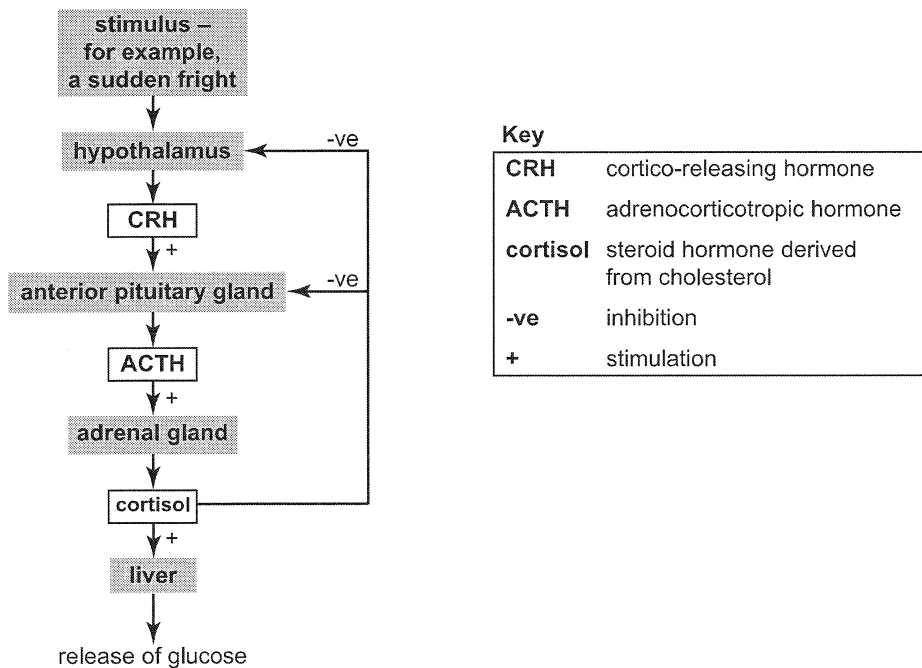 stimulus –
for example,
a sudden fright
-ve
hypothalamus
CRH
+
-ve
anterior pituitary gland
ACTH
+
adrenal gland
cortisol
+
liver
release of glucose
Key
CRH cortico-releasing hormone
ACTH adrenocorticotropic hormone
cortisol steroid hormone derived
from cholesterol
-ve inhibition
+ stimulation